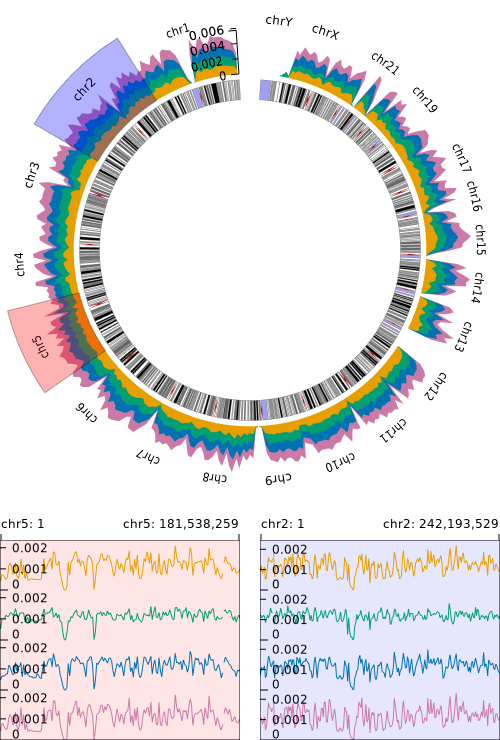 chrY
chrX
chr21
chr19
chr17
chr16
chr15
chr14
chr13
chr12
chr11
chr10
chr9
chr8
chr7
chr6
chr5
chr4
chr3
chr2
chr1
0.006
0.004
0.002
0
chr5: 1 chr5: 181,538,259
0.002
0.001
0
0.002
0.001
0
0.002
0.001
0
0.002
0.001
0
chr2: 1 chr2: 242,193,529
0.002
0.001
0
0.002
0.001
0
0.002
0.001
0
0.002
0.001
0